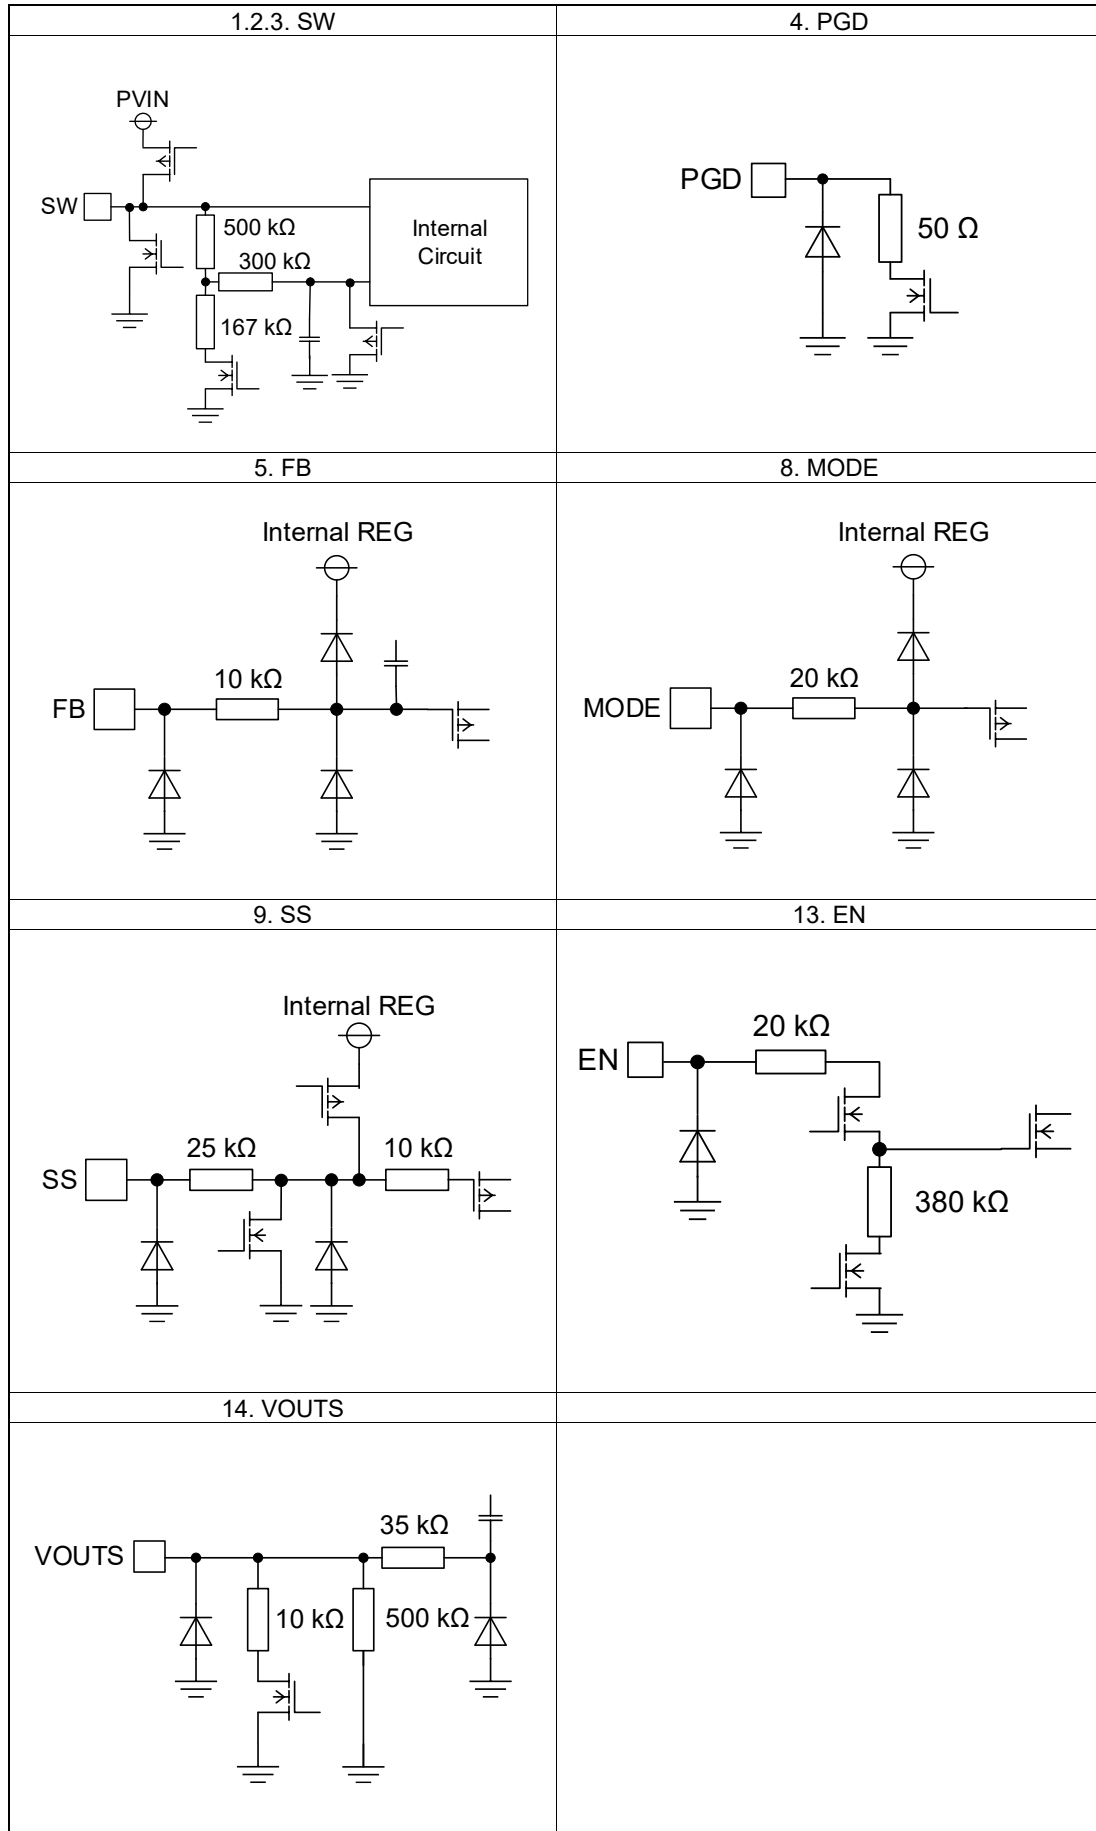 1.2.3. SW
4. PGD
PVIN
SW
500 kΩ
300 kΩ
167 kΩ
Internal
Circuit
PGD
50 Ω
5. FB
8. MODE
Internal REG
FB
10 kΩ
Internal REG
MODE
20 kΩ
9. SS
13. EN
Internal REG
SS
25 kΩ
10 kΩ
EN
20 kΩ
380 kΩ
14. VOUTS
VOUTS
35 kΩ
10 kΩ
500 kΩ